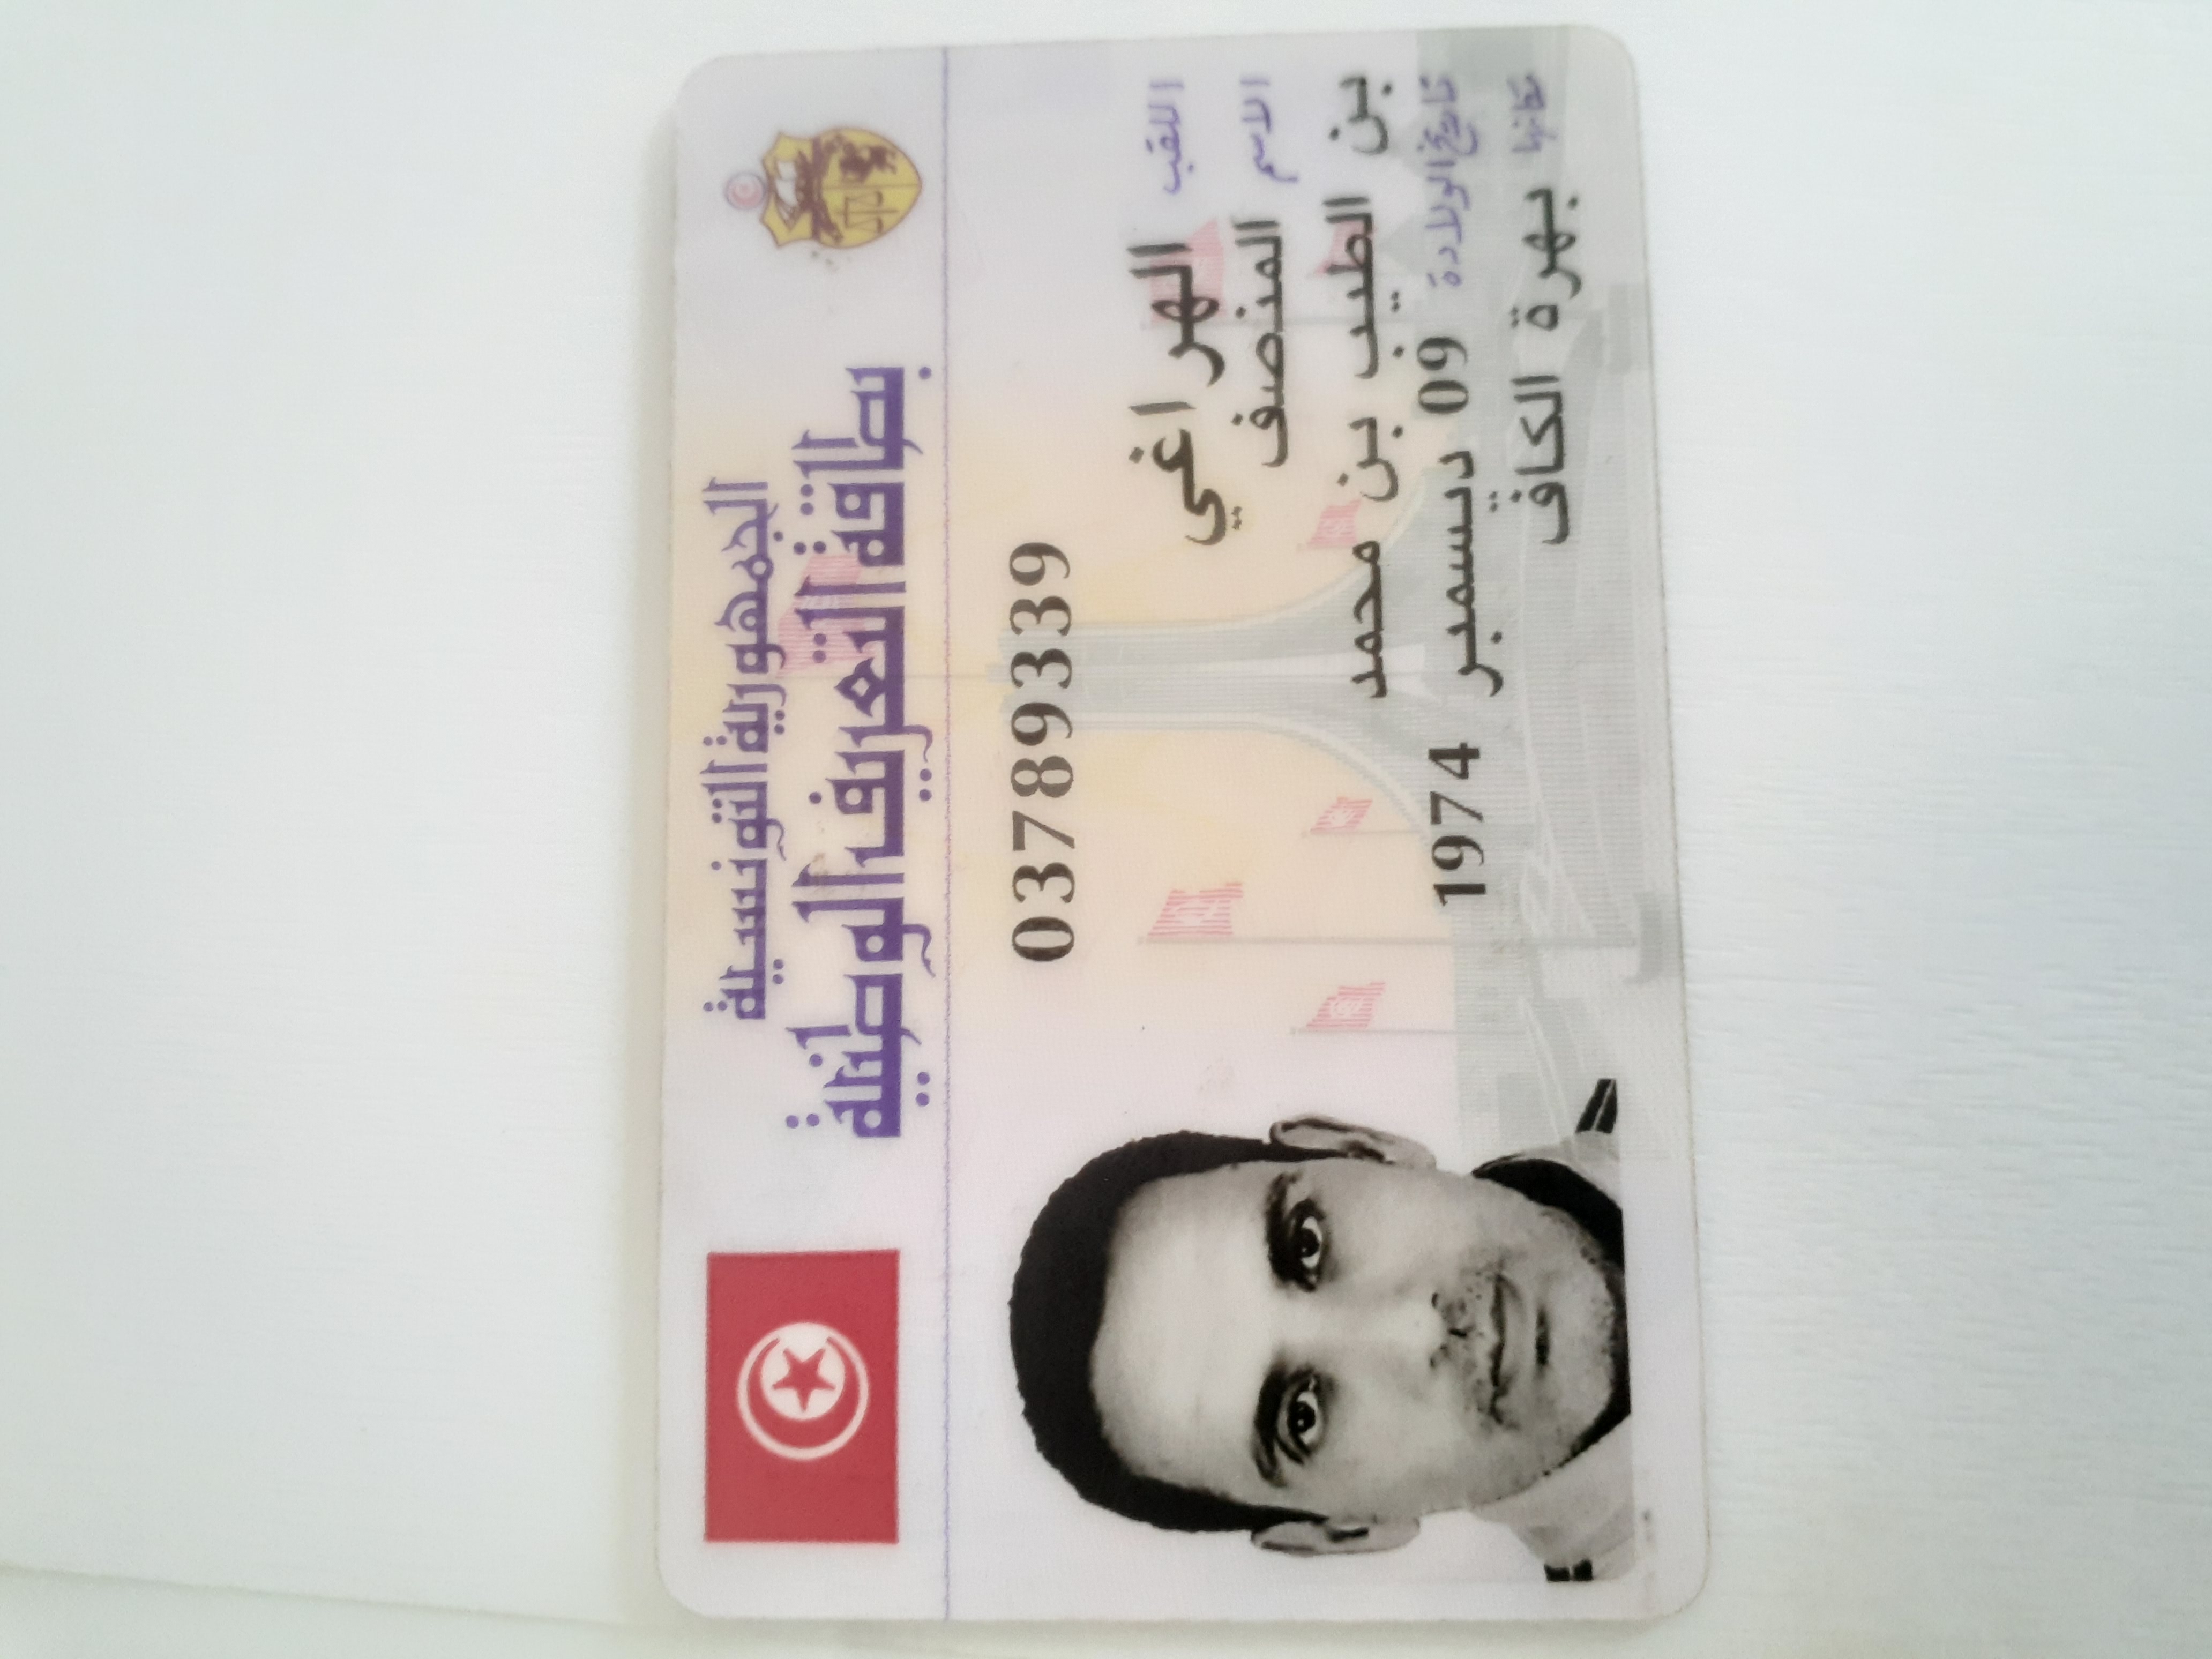 الجمهورية التونسية
بطاقة التعريف الوطنية
03789339
اللقب الهراغي
الاسم المنصف
بن الطيب بن محمد
تاريخ الولادة 09 ديسمبر 1974
مكانها بهرة الكاف